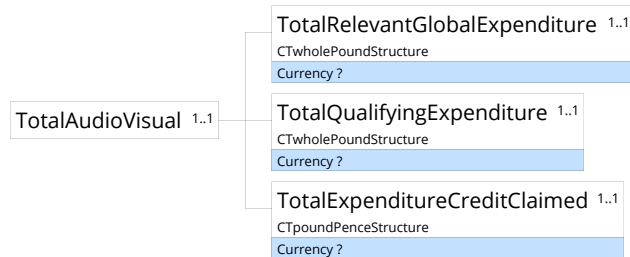 TotalRelevantGlobalExpenditure 1..1
CTwholePoundStructure
Currency ?
TotalAudioVisual 1..1
TotalQualifyingExpenditure 1..1
CTwholePoundStructure
Currency ?
TotalExpenditureCreditClaimed 1..1
CTpoundPenceStructure
Currency ?